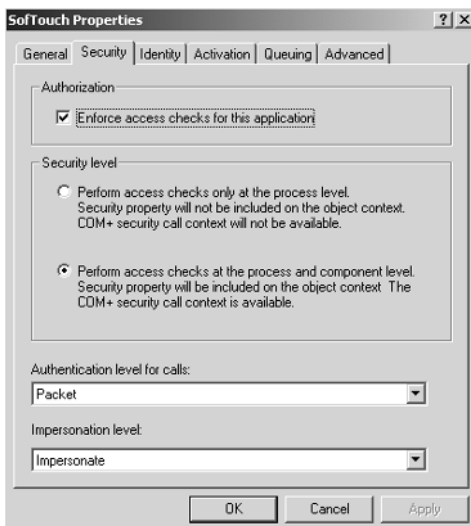 SofTouch Properties
? X
General Security Identity Activation Queuing Advanced
Authorization
Enforce access checks for this application
Security level
Perform access checks only at the process level.
Security property will not be included on the object context.
COM+ security call context will not be available.
Perform access checks at the process and component level.
Security property will be included on the object context The
COM+ security call context is available.
Authentication level for calls:
Packet
Impersonation level:
Impersonate
OK Cancel Apply